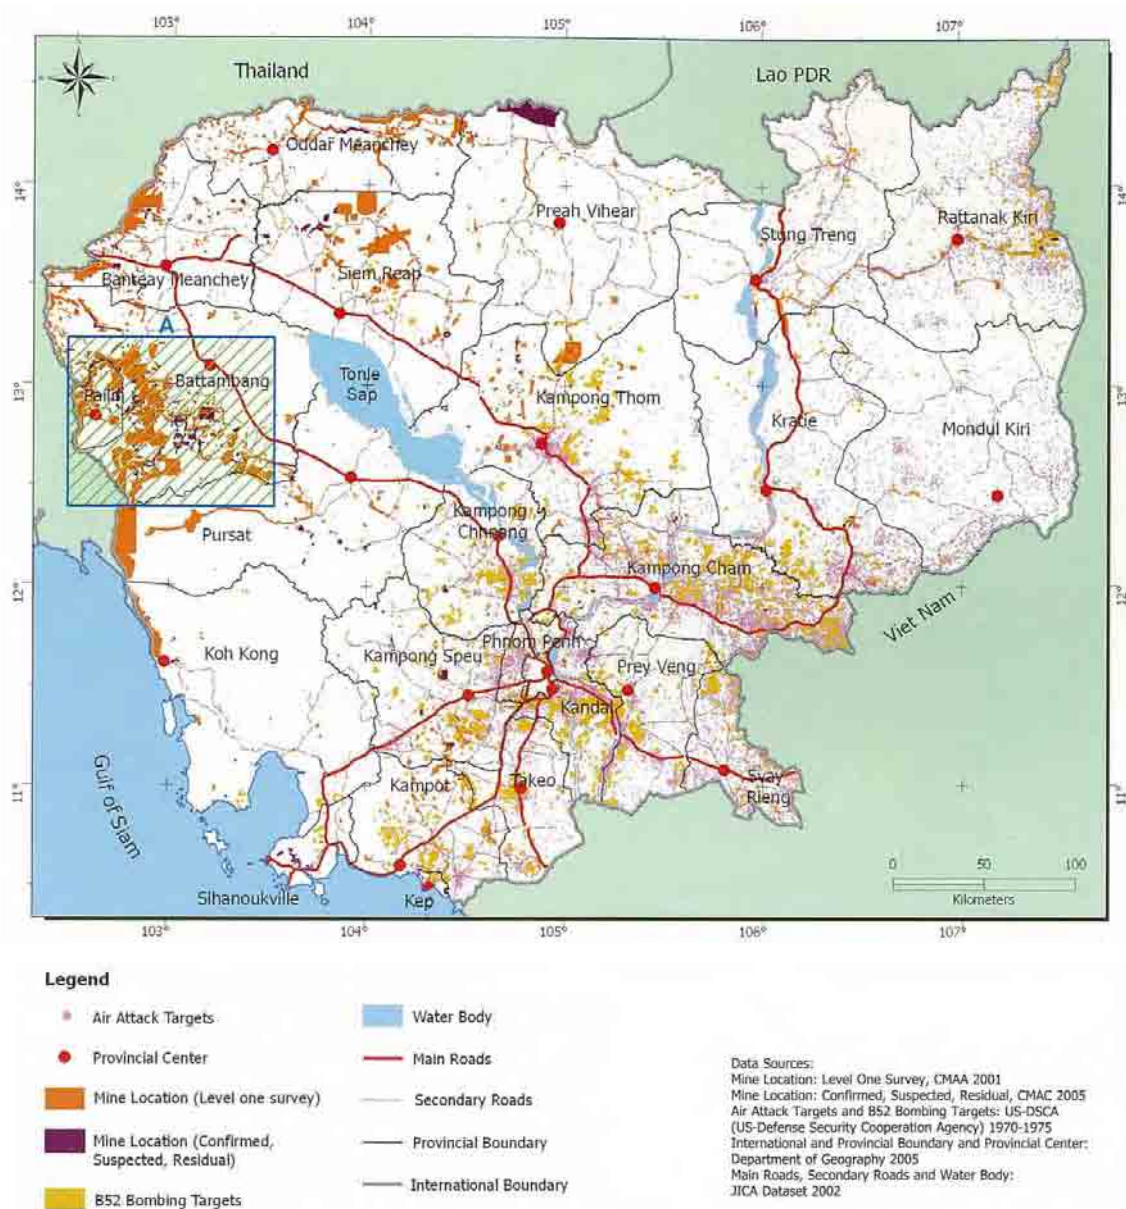 103°
104°
105°
106°
107°
Thailand
Lao PDR
Oddar Meanchey
14°
14°
Preah Vihear
Rattanak Kiri
Stung Treng
Siem Reap
Banteay Meanchey
A
13°
13°
Battambang
Pailin
Tonle
Sap
Kampong Thom
Kratie
Mondul Kiri
Kampong
Chhnang
Pursat
12°
12°
Kampong Cham
Viet Nam
Phnom Penh
Koh Kong
Kampong Speu
Prey Veng
Kandal
11°
11°
Gulf of Siam
Kampot
Takeo
Svay
Rieng
0
50
100
Kilometers
Sihanoukville
Kep
103°
104°
105°
106°
107°
Legend
Air Attack Targets
Provincial Center
Mine Location (Level one survey)
Mine Location (Confirmed,
Suspected, Residual)
B52 Bombing Targets
Water Body
Main Roads
Secondary Roads
Provincial Boundary
International Boundary
Data Sources:
Mine Location: Level One Survey, CMAA 2001
Mine Location: Confirmed, Suspected, Residual, CMAC 2005
Air Attack Targets and B52 Bombing Targets: US-DSCA
(US-Defense Security Cooperation Agency) 1970-1975
International and Provincial Boundary and Provincial Center:
Department of Geography 2005
Main Roads, Secondary Roads and Water Body:
JICA Dataset 2002